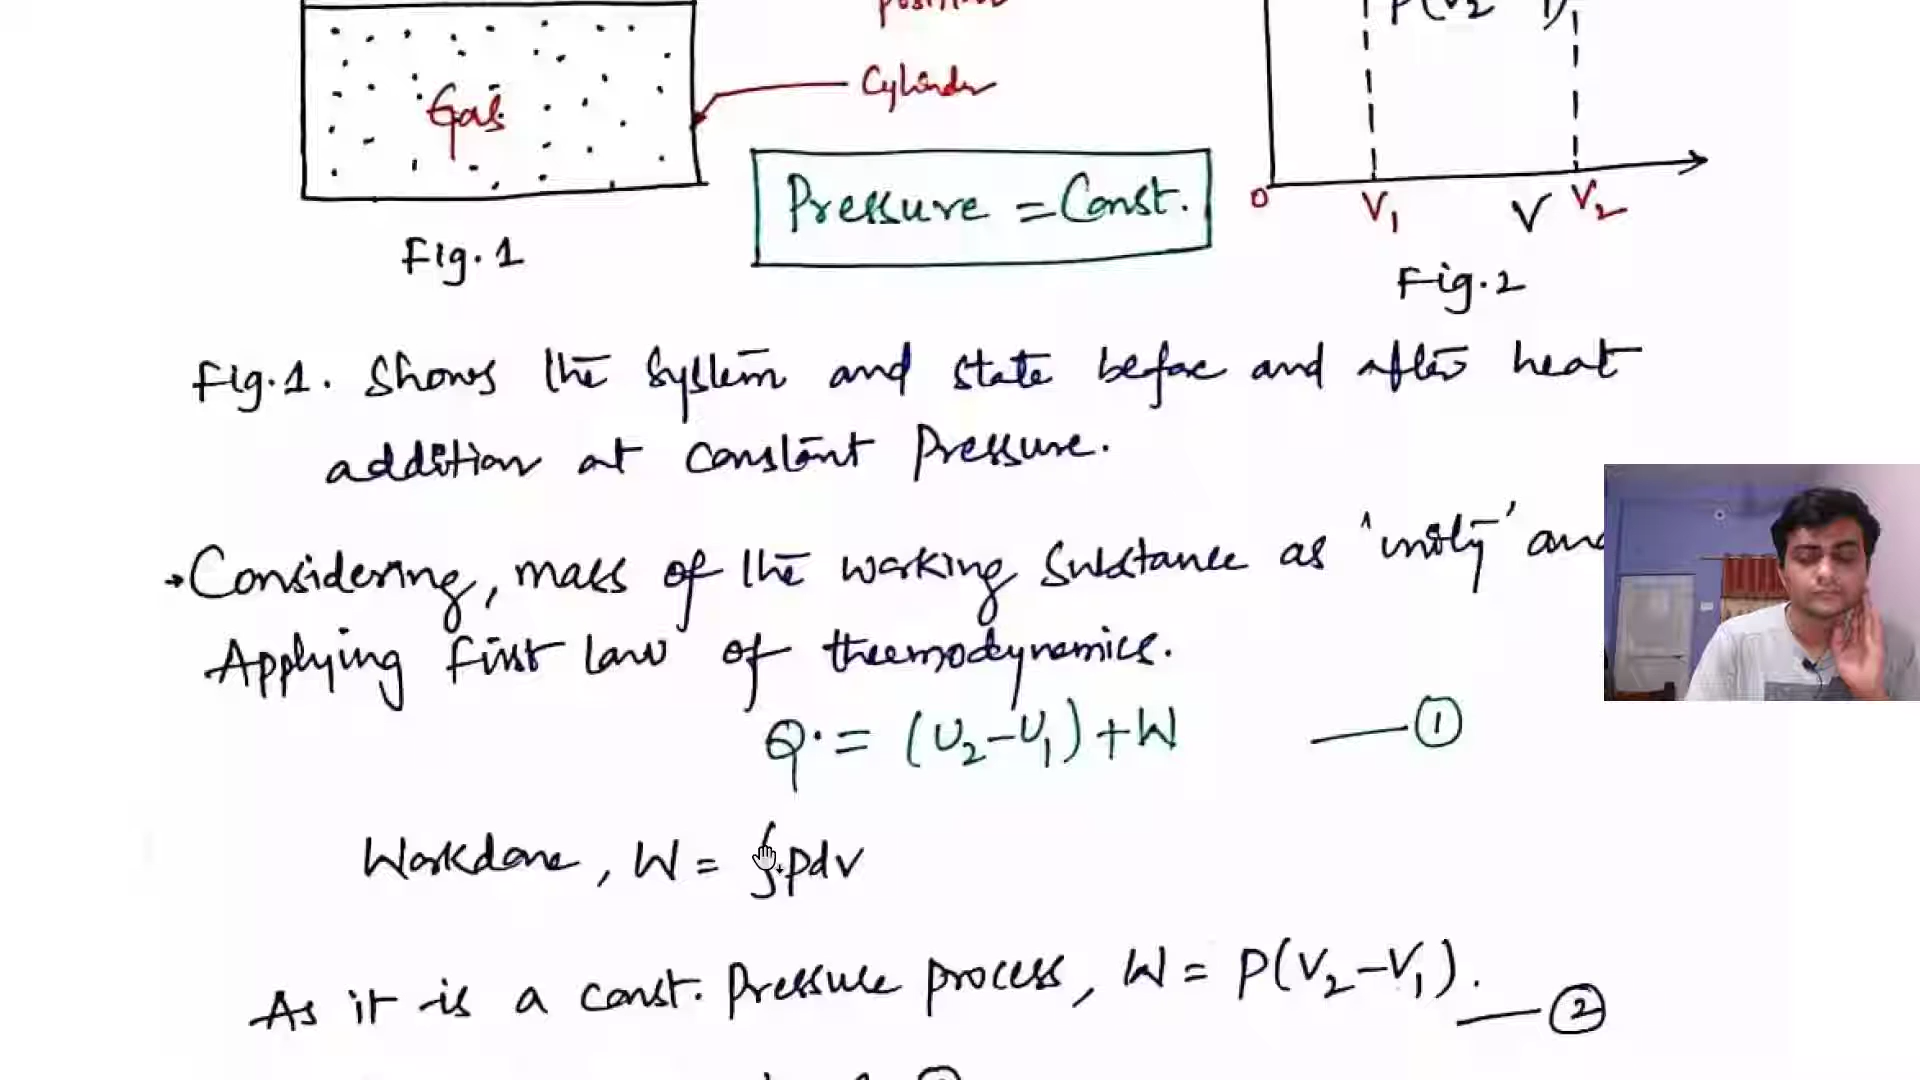 P(V2 1)
Gas
Cylinder
Pressure = Const.
0 V1 V V2
Fig.1
Fig.2
Fig.1. Shows the System and state before and after heat
addition at Constant Pressure.
Considering, mass of the working Substance as 'unity' and
Applying first law of thermodynamics.
Q = (U2-U1)+W —①
Workdone, W = ∫pdv
As it is a const. Pressure process, W = P(V2-V1). —②